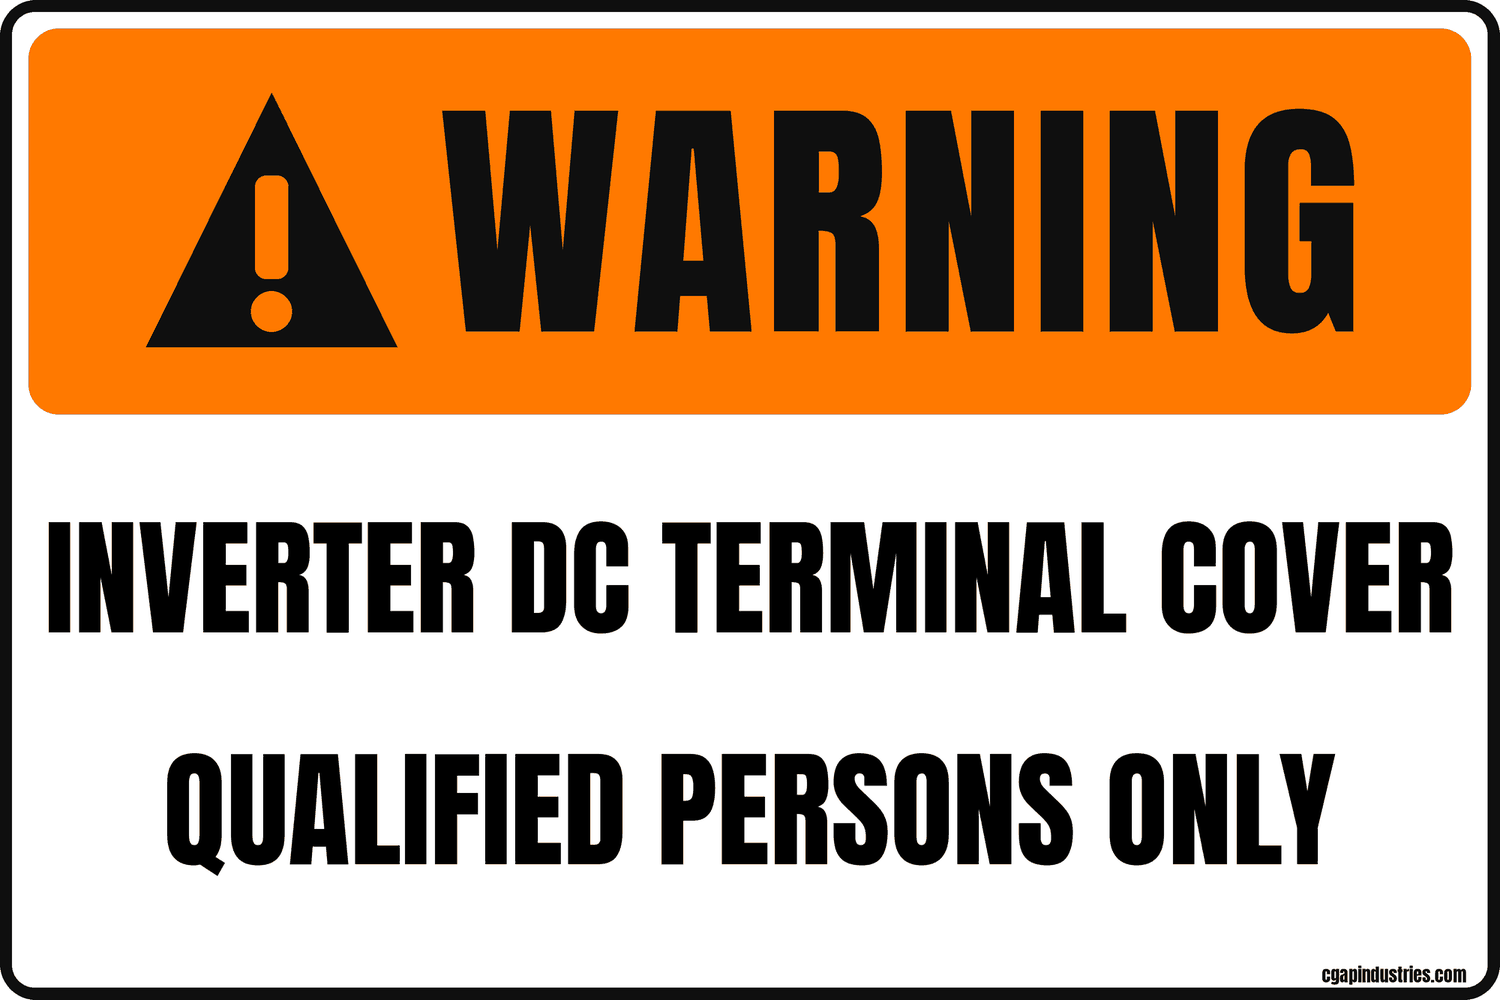 WARNING
INVERTER DC TERMINAL COVER
QUALIFIED PERSONS ONLY
cgapindustries.com